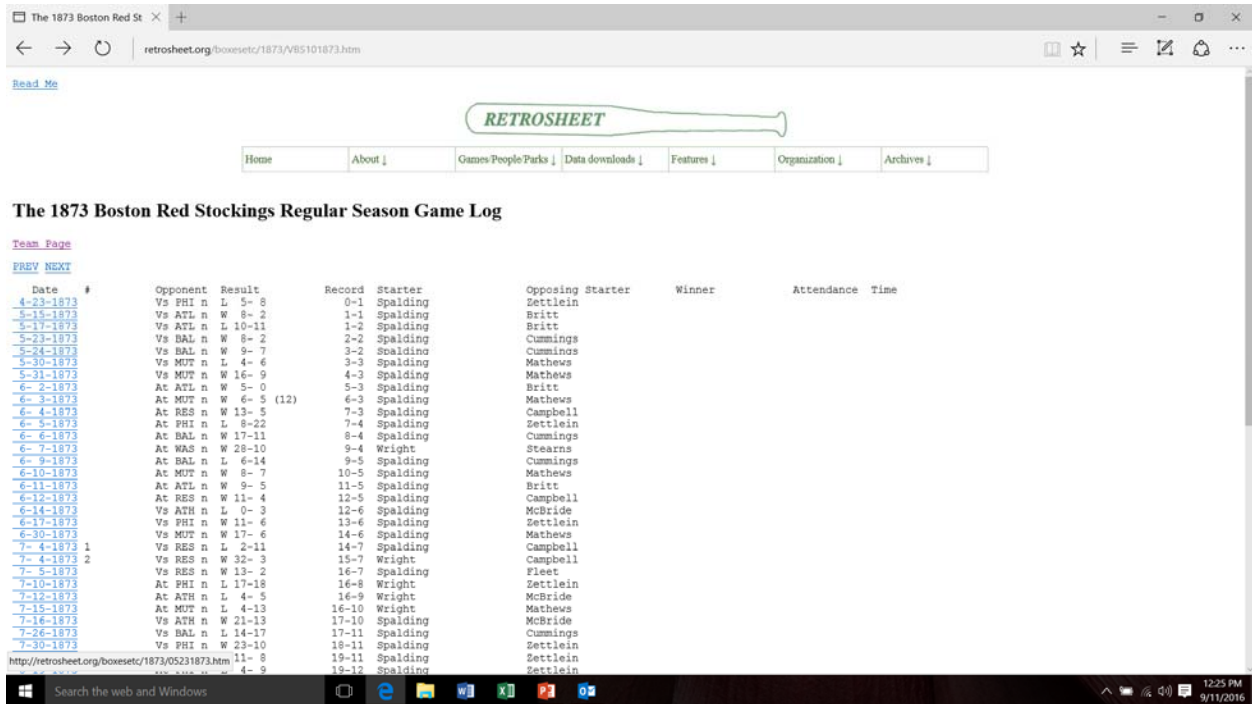 The 1873 Boston Red St
retrosheet.org/boxesetc/1873/VBS101873.htm
Read Me
RETROSHEET
Home About ↓ Games/People/Parks ↓ Data downloads ↓ Features ↓ Organization ↓ Archives ↓
The 1873 Boston Red Stockings Regular Season Game Log
Team Page
PREV NEXT
Date # Opponent Result Record Starter Opposing Starter Winner Attendance Time
4-23-1873 Vs PHI n L 5- 8 0-1 Spalding Zettlein
5-15-1873 Vs ATL n W 8- 2 1-1 Spalding Britt
5-17-1873 Vs ATL n L 10-11 1-2 Spalding Britt
5-23-1873 Vs BAL n W 8- 2 2-2 Spalding Cummings
5-24-1873 Vs BAL n W 9- 7 3-2 Spalding Cummings
5-30-1873 Vs MUT n L 4- 6 3-3 Spalding Mathews
5-31-1873 Vs MUT n W 16- 9 4-3 Spalding Mathews
6- 2-1873 At ATL n W 5- 0 5-3 Spalding Britt
6- 3-1873 At MUT n W 6- 5 (12) 6-3 Spalding Mathews
6- 4-1873 At RES n W 13- 5 7-3 Spalding Campbell
6- 5-1873 At PHI n L 8-22 7-4 Spalding Zettlein
6- 6-1873 At BAL n W 17-11 8-4 Spalding Cummings
6- 7-1873 At WAS n W 28-10 9-4 Wright Stearns
6- 9-1873 At BAL n L 6-14 9-5 Spalding Cummings
6-10-1873 At MUT n W 8- 7 10-5 Spalding Mathews
6-11-1873 At ATL n W 9- 5 11-5 Spalding Britt
6-12-1873 At RES n W 11- 4 12-5 Spalding Campbell
6-14-1873 Vs ATH n L 0- 3 12-6 Spalding McBride
6-17-1873 Vs PHI n W 11- 6 13-6 Spalding Zettlein
6-30-1873 Vs MUT n W 17- 6 14-6 Spalding Mathews
7- 4-1873 1 Vs RES n L 2-11 14-7 Spalding Campbell
7- 4-1873 2 Vs RES n W 32- 3 15-7 Wright Campbell
7- 5-1873 Vs RES n W 13- 2 16-7 Spalding Fleet
7-10-1873 At PHI n L 17-18 16-8 Wright Zettlein
7-12-1873 At ATH n L 4- 5 16-9 Wright McBride
7-15-1873 At MUT n L 4-13 16-10 Wright Mathews
7-16-1873 Vs ATH n W 21-13 17-10 Spalding McBride
7-26-1873 Vs BAL n L 14-17 17-11 Spalding Cummings
7-30-1873 Vs PHI n W 23-10 18-11 Spalding Zettlein
http://retrosheet.org/boxesetc/1873/05231873.htm 11- 8 19-11 Spalding Zettlein
4- 9 19-12 Spalding Zettlein
Search the web and Windows
12:25 PM
9/11/2016